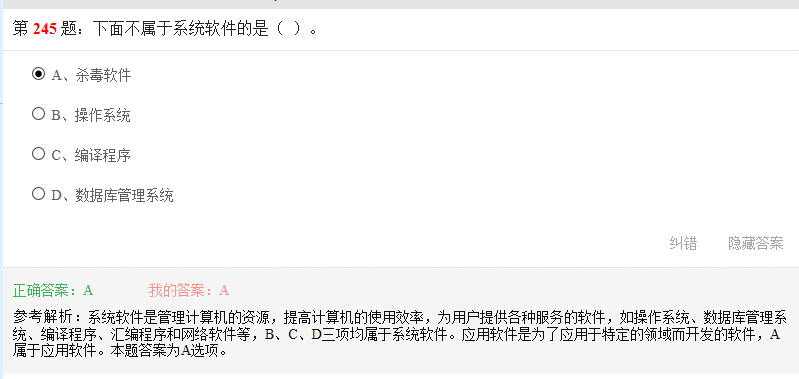 第 245 题：下面不属于系统软件的是（ ）。
A、杀毒软件
B、操作系统
C、编译程序
D、数据库管理系统
纠错 隐藏答案
正确答案：A 我的答案：A
参考解析：系统软件是管理计算机的资源，提高计算机的使用效率，为用户提供各种服务的软件，如操作系统、数据库管理系
统、编译程序、汇编程序和网络软件等，B、C、D三项均属于系统软件。应用软件是为了应用于特定的领域而开发的软件，A
属于应用软件。本题答案为A选项。